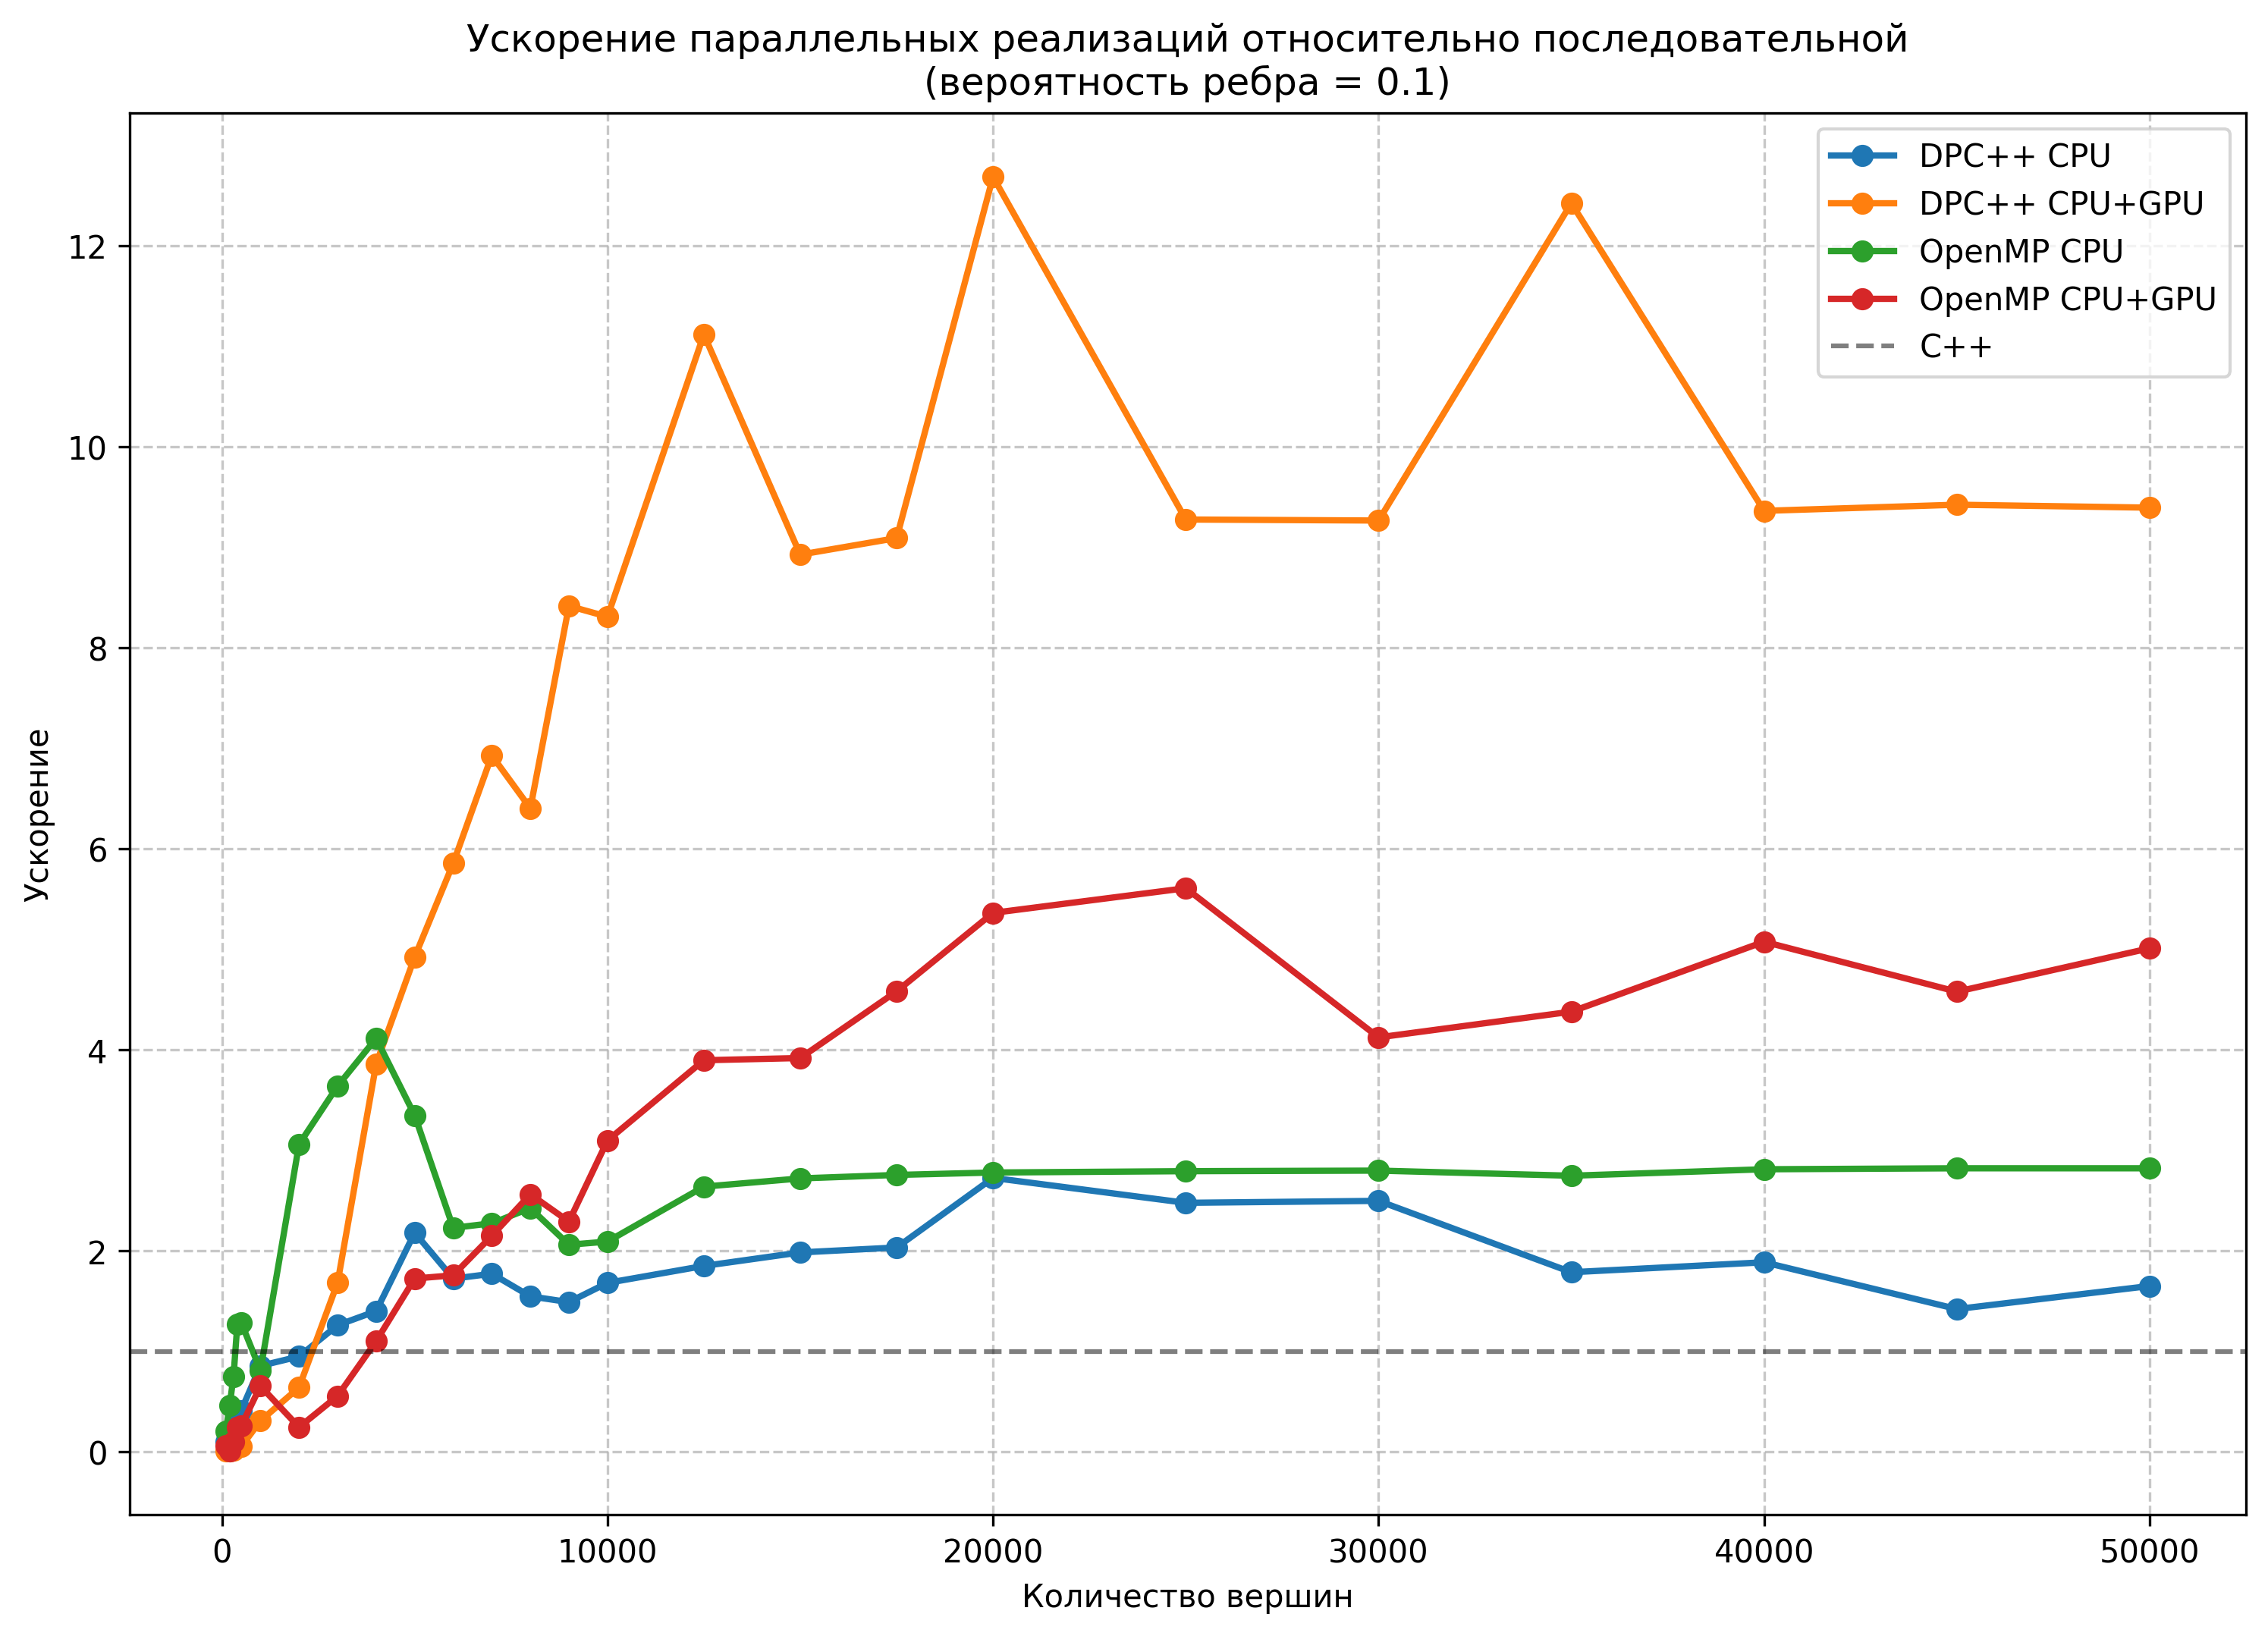 Ускорение параллельных реализаций относительно последовательной
(вероятность ребра = 0.1)
DPC++ CPU
DPC++ CPU+GPU
OpenMP CPU
OpenMP CPU+GPU
C++
12
10
8
6
4
2
0
Ускорение
0 10000 20000 30000 40000 50000
Количество вершин